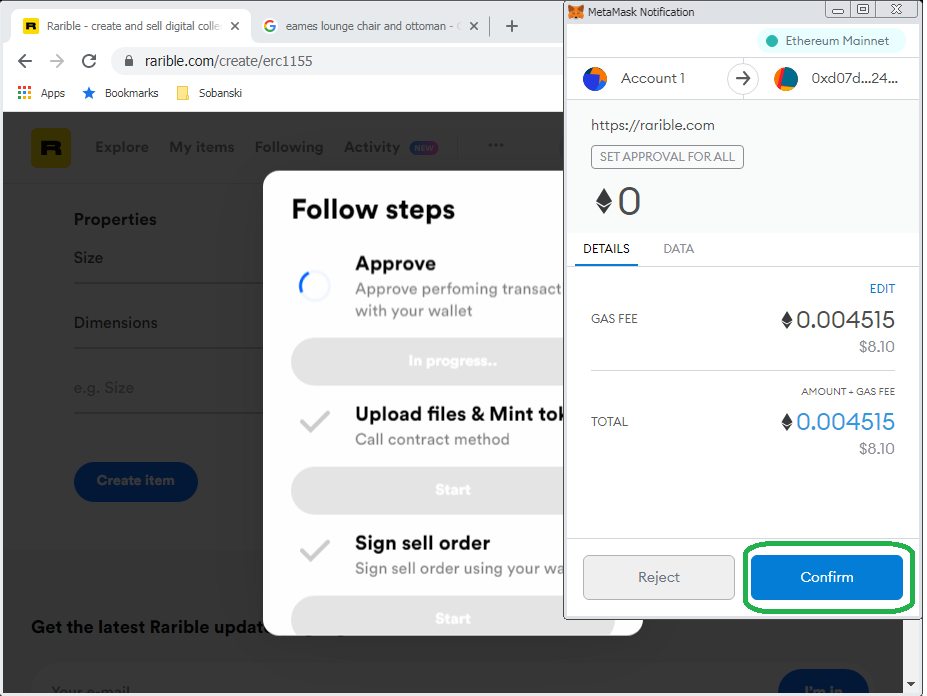 Rarible - create and sell digital colle
eames lounge chair and ottoman -
rarible.com/create/erc1155
Apps
Bookmarks
Sobanski
R
Explore
My items
Following
Activity
NEW
Properties
Size
Dimensions
e.g. Size
Create item
Get the latest Rarible updat
Your e-mail
I'm in
Follow steps
Approve
Approve perfoming transact
with your wallet
In progress..
Upload files & Mint tok
Call contract method
Start
Sign sell order
Sign sell order using your wa
Start
MetaMask Notification
Ethereum Mainnet
Account 1
0xd07d...24...
https://rarible.com
SET APPROVAL FOR ALL
0
DETAILS
DATA
EDIT
GAS FEE
0.004515
$8.10
AMOUNT + GAS FEE
TOTAL
0.004515
$8.10
Reject
Confirm